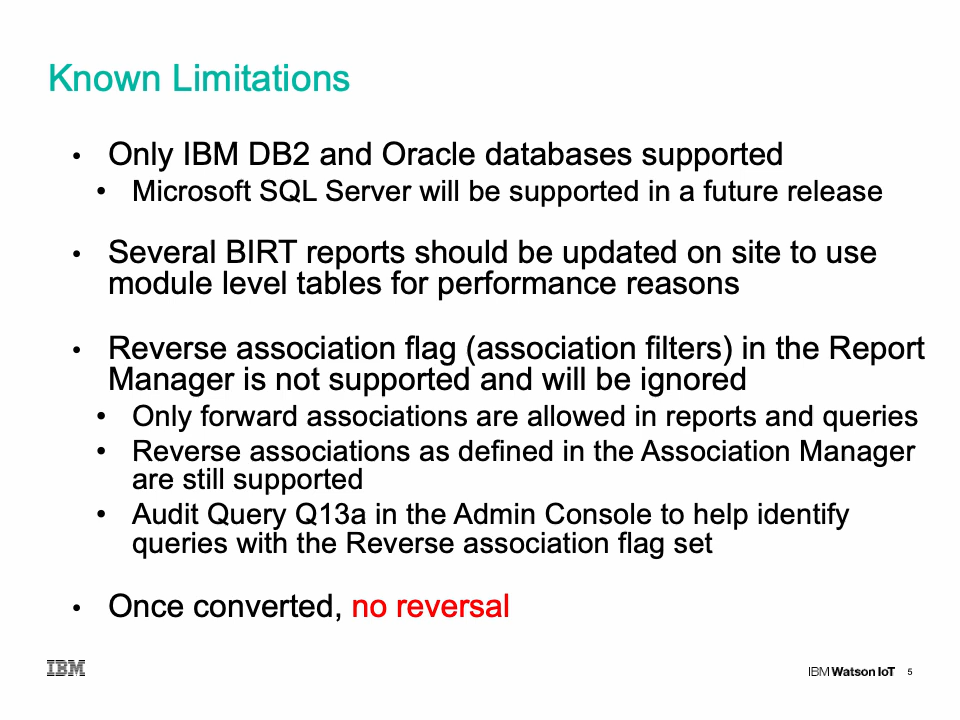 Known Limitations
• Only IBM DB2 and Oracle databases supported
• Microsoft SQL Server will be supported in a future release
• Several BIRT reports should be updated on site to use
module level tables for performance reasons
• Reverse association flag (association filters) in the Report
Manager is not supported and will be ignored
• Only forward associations are allowed in reports and queries
• Reverse associations as defined in the Association Manager
are still supported
• Audit Query Q13a in the Admin Console to help identify
queries with the Reverse association flag set
• Once converted, no reversal
IBM
IBM Watson IoT 5